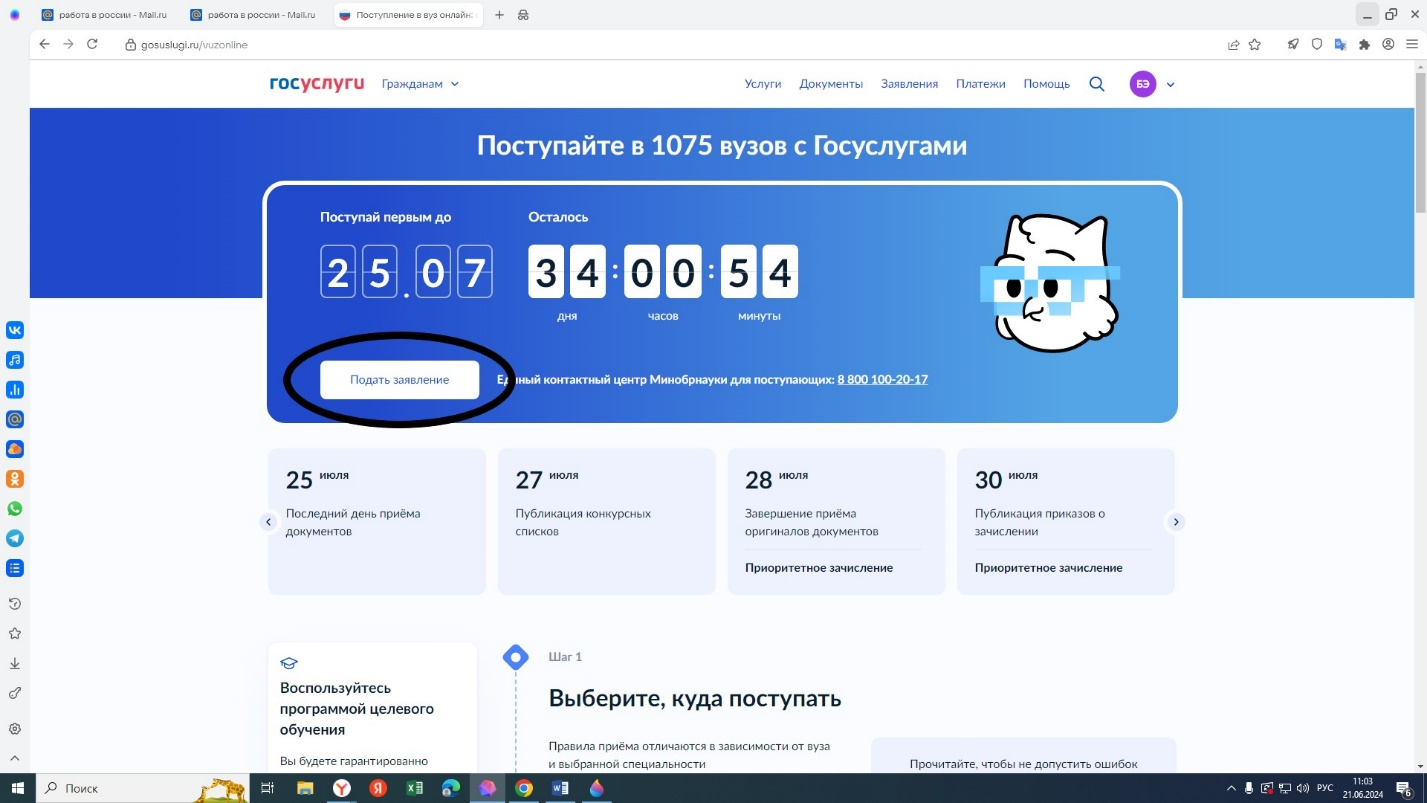 работа в россии - Mail.ru
работа в россии - Mail.ru
Поступление в вуз онлайн:
gosuslugi.ru/vuzonline
госуслуги
Гражданам
Услуги
Документы
Заявления
Платежи
Помощь
БЭ
Поступайте в 1075 вузов с Госуслугами
Поступай первым до
Осталось
25.07
34:00:54
дня
часов
минуты
Подать заявление
Единый контактный центр Минобрнауки для поступающих: 8 800 100-20-17
25 июля
Последний день приёма
документов
27 июля
Публикация конкурсных
списков
28 июля
Завершение приёма
оригиналов документов
Приоритетное зачисление
30 июля
Публикация приказов о
зачислении
Приоритетное зачисление
Воспользуйтесь
программой целевого
обучения
Вы будете гарантированно
Шаг 1
Выберите, куда поступать
Правила приёма отличаются в зависимости от вуза
и выбранной специальности
Прочитайте, чтобы не допустить ошибок
Поиск
РУС
11:03
21.06.2024
6